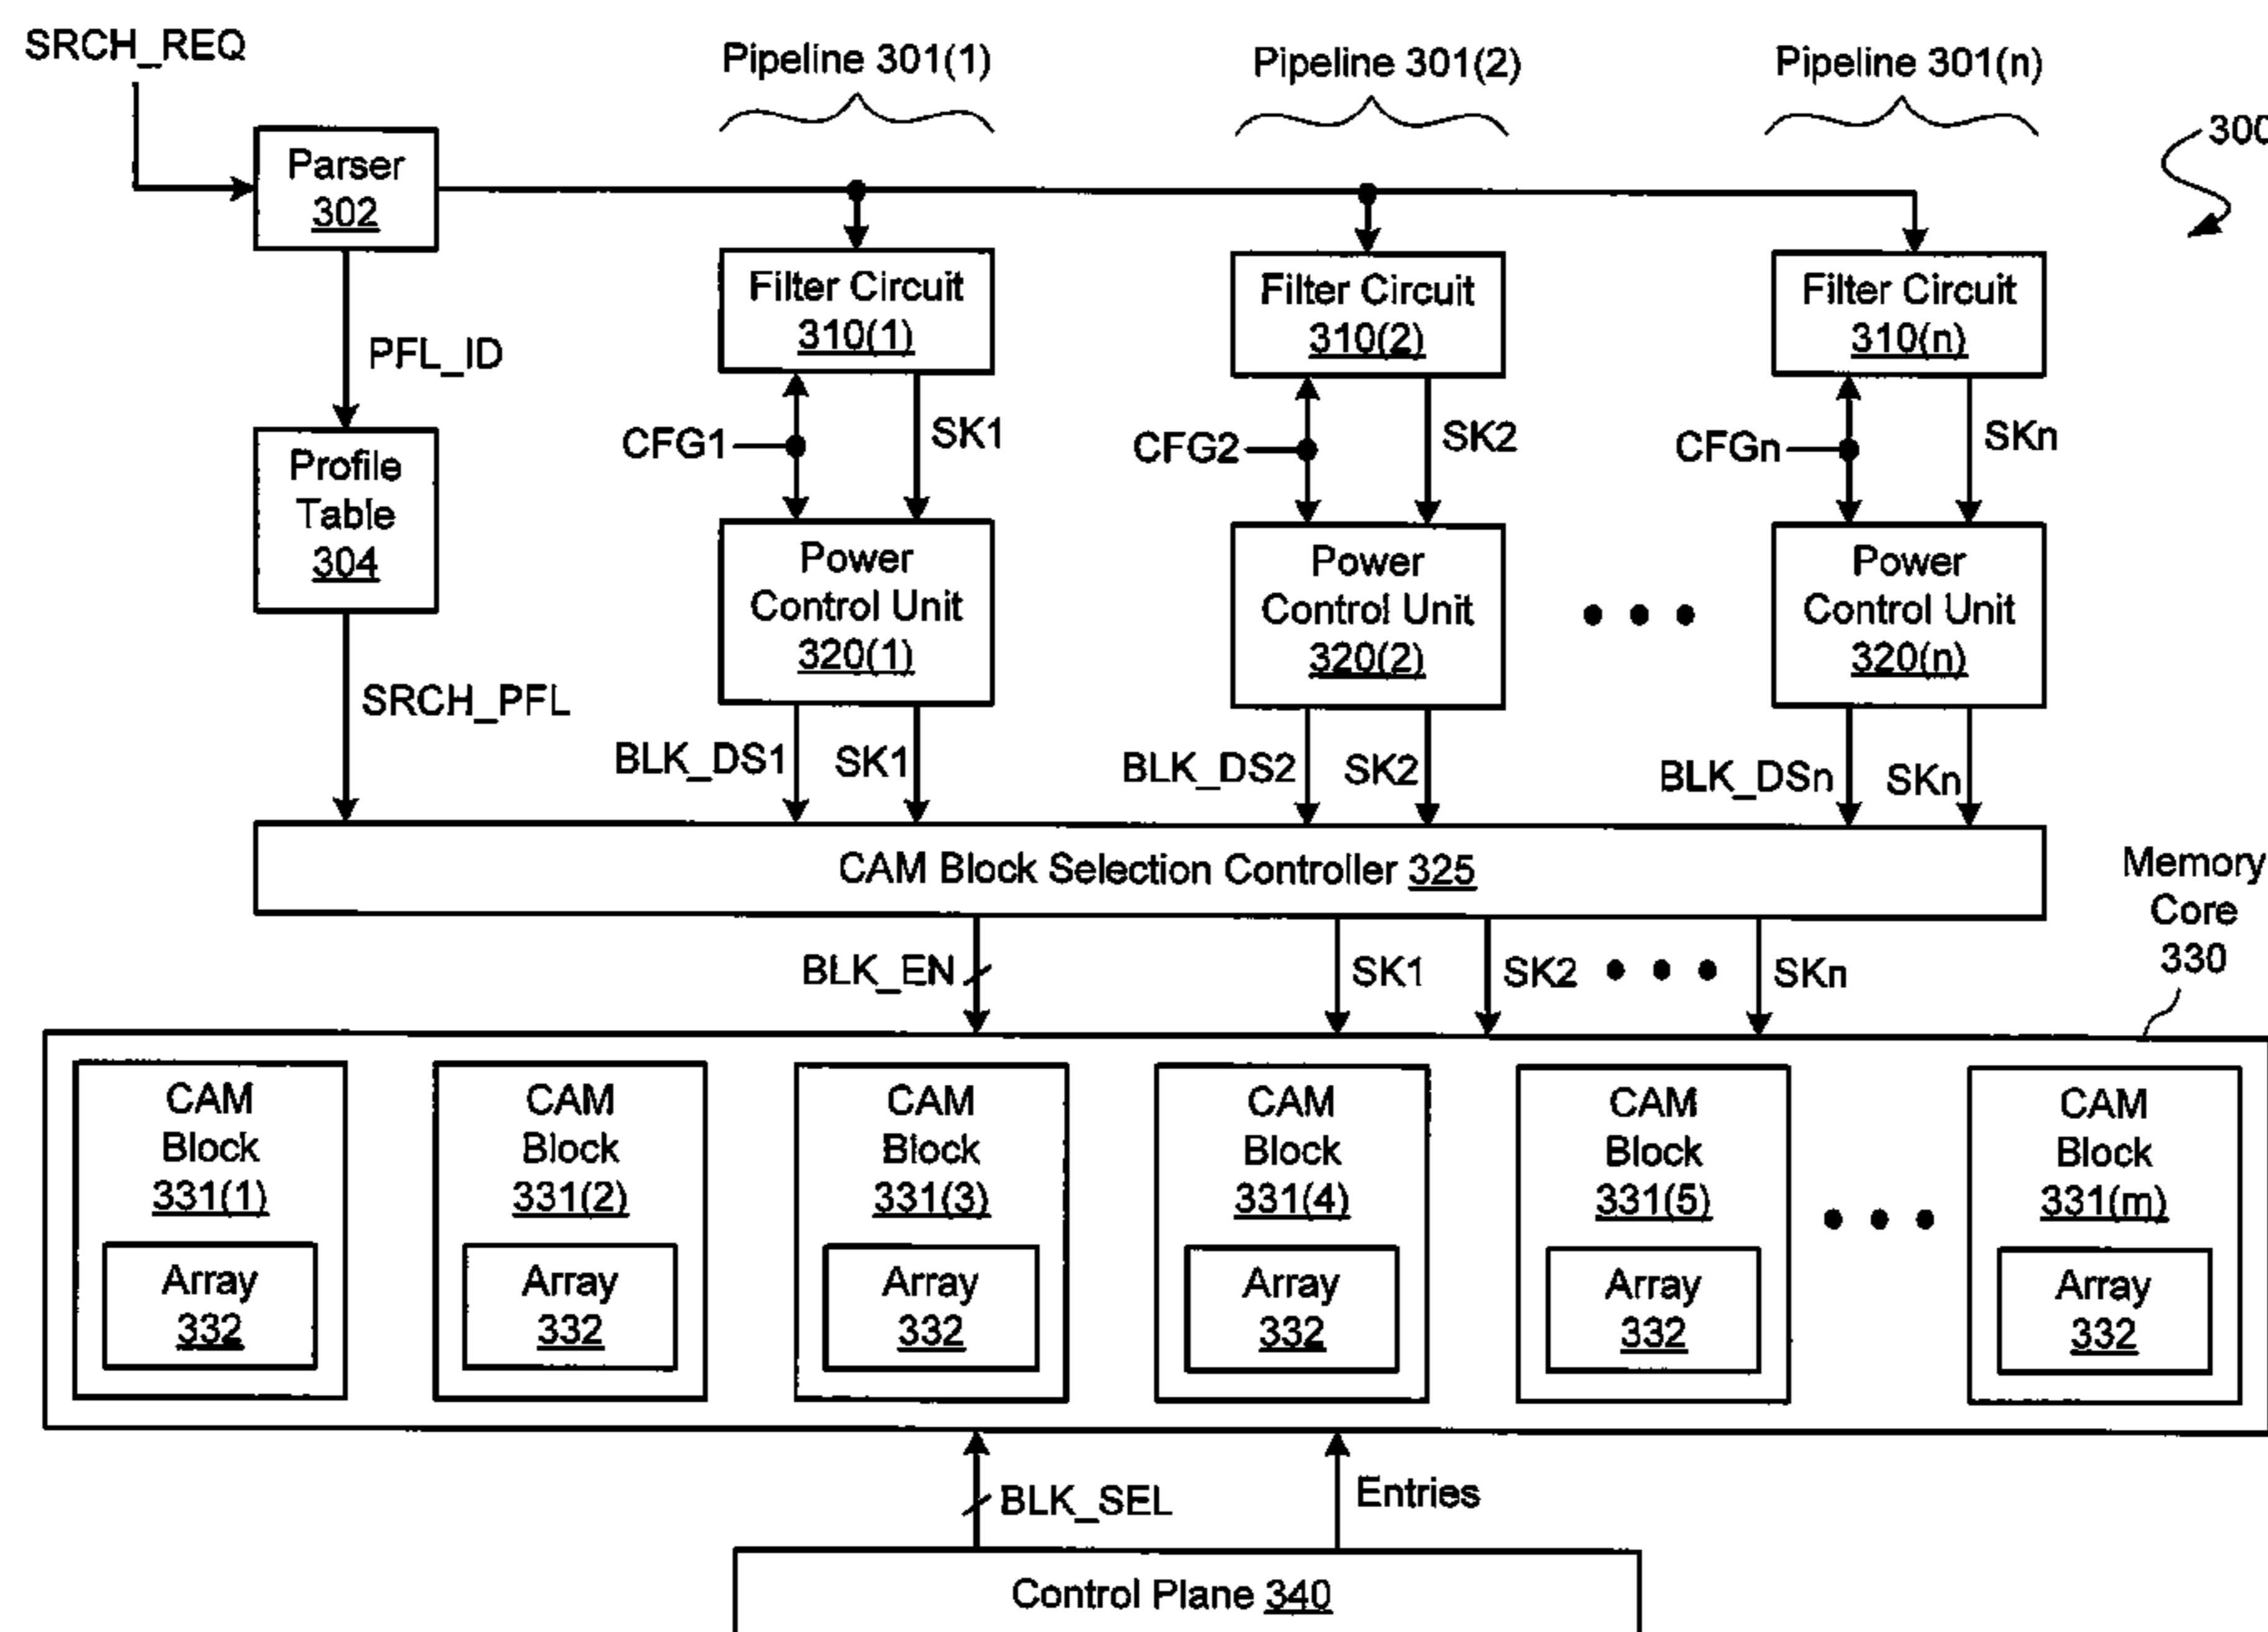 SRCH_REQ
Pipeline 301(1)
Pipeline 301(2)
Pipeline 301(n)
300
Parser
302
Filter Circuit
310(1)
Filter Circuit
310(2)
Filter Circuit
310(n)
PFL_ID
CFG1
SK1
CFG2
SK2
CFGn
SKn
Profile
Table
304
Power
Control Unit
320(1)
Power
Control Unit
320(2)
Power
Control Unit
320(n)
SRCH_PFL
BLK_DS1
SK1
BLK_DS2
SK2
BLK_DSn
SKn
CAM Block Selection Controller 325
Memory
Core
330
BLK_EN
SK1
SK2
SKn
CAM
Block
331(1)
Array
332
CAM
Block
331(2)
Array
332
CAM
Block
331(3)
Array
332
CAM
Block
331(4)
Array
332
CAM
Block
331(5)
Array
332
CAM
Block
331(m)
Array
332
BLK_SEL
Entries
Control Plane 340